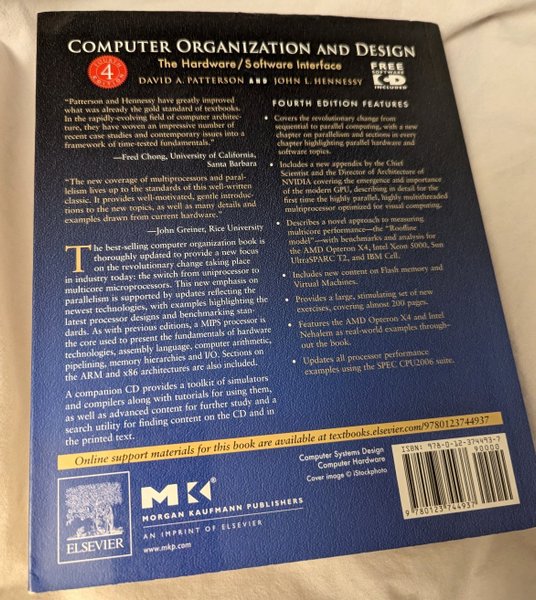 COMPUTER ORGANIZATION AND DESIGN
The Hardware/Software Interface
FOURTH
4
EDITION
FREE
SOFTWARE
CD
INCLUDED
DAVID A. PATTERSON AND JOHN L. HENNESSY
"Patterson and Hennessy have greatly improved
what was already the gold standard of textbooks.
In the rapidly-evolving field of computer architec-
ture, they have woven an impressive number of
recent case studies and contemporary issues into a
framework of time-tested fundamentals."
—Fred Chong, University of California,
Santa Barbara
"The new coverage of multiprocessors and paral-
lelism lives up to the standards of this well-written
classic. It provides well-motivated, gentle introduc-
tions to the new topics, as well as many details and
examples drawn from current hardware."
—John Greiner, Rice University
The best-selling computer organization book is
thoroughly updated to provide a new focus
on the revolutionary change taking place
in industry today: the switch from uniprocessor to
multicore microprocessors. This new emphasis on
parallelism is supported by updates reflecting the
newest technologies, with examples highlighting the
latest processor designs and benchmarking stan-
dards. As with previous editions, a MIPS processor is
the core used to present the fundamentals of hardware
technologies, assembly language, computer arithmetic,
pipelining, memory hierarchies and I/O. Sections on
the ARM and x86 architectures are also included.
A companion CD provides a toolkit of simulators
and compilers along with tutorials for using them,
as well as advanced content for further study and a
search utility for finding content on the CD and in
the printed text.
FOURTH EDITION FEATURES
• Covers the revolutionary change from
sequential to parallel computing, with a new
chapter on parallelism and sections in every
chapter highlighting parallel hardware and
software topics.
• Includes a new appendix by the Chief
Scientist and the Director of Architecture of
NVIDIA covering the emergence and importance
of the modern GPU, describing in detail for the
first time the highly parallel, highly multithreaded
multiprocessor optimized for visual computing.
• Describes a novel approach to measuring
multicore performance—the "Roofline
model"—with benchmarks and analysis for
the AMD Opteron X4, Intel Xeon 5000, Sun
UltraSPARC T2, and IBM Cell.
• Includes new content on Flash memory and
Virtual Machines.
• Provides a large, stimulating set of new
exercises, covering almost 200 pages.
• Features the AMD Opteron X4 and Intel
Nehalem as real-world examples through-
out the book.
• Updates all processor performance
examples using the SPEC CPU2006 suite.
Online support materials for this book are available at textbooks.elsevier.com/9780123744937
ELSEVIER
MK
MORGAN KAUFMANN PUBLISHERS
AN IMPRINT OF ELSEVIER
www.mkp.com
Computer Systems Design
Computer Hardware
Cover image © iStockphoto
ISBN: 978-0-12-374493-7
90000
9 780123 744937